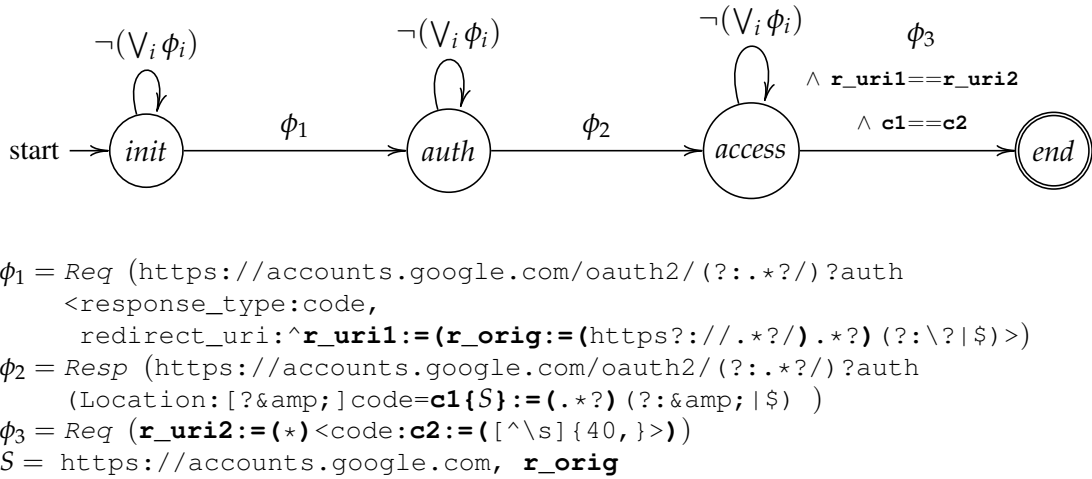 ¬(⋁ᵢ ϕᵢ) ¬(⋁ᵢ ϕᵢ) ¬(⋁ᵢ ϕᵢ) ϕ₃
∧ r_uri1==r_uri2
∧ c1==c2
start init ϕ₁ auth ϕ₂ access end
ϕ₁ = Req (https://accounts.google.com/oauth2/(?:.*?/)?auth
<response_type:code,
redirect_uri:^r_uri1:=(r_orig:=(https?://.*?/).*?)(?:\?|$)>)
ϕ₂ = Resp (https://accounts.google.com/oauth2/(?:.*?/)?auth
(Location:[?&amp;]code=c1{S}:=(.*?)(?:&amp;|$) )
ϕ₃ = Req (r_uri2:=(*)<code:c2:=([^\s]{40,}>))
S = https://accounts.google.com, r_orig